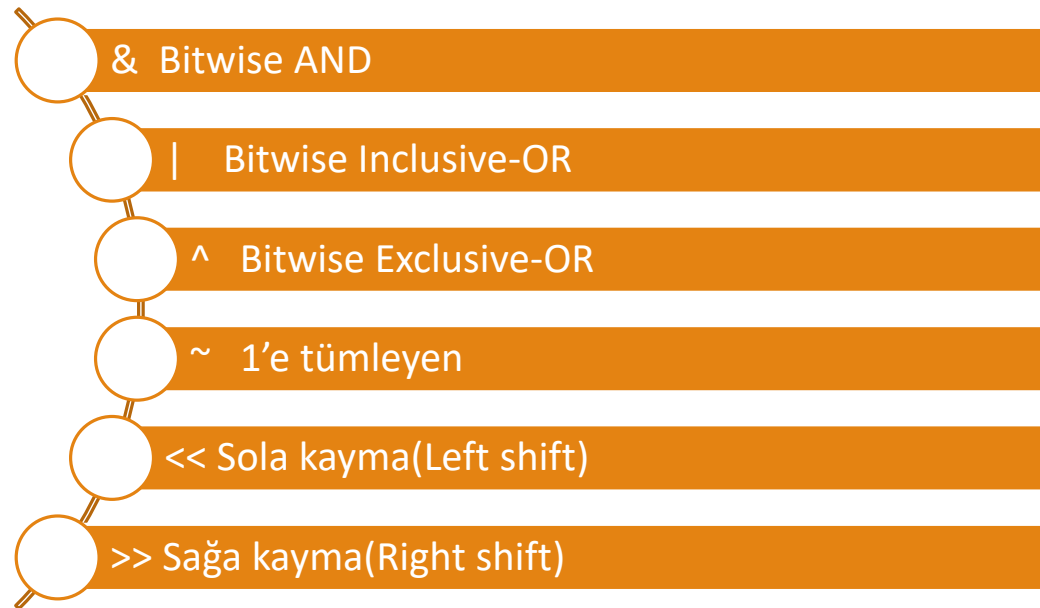 & Bitwise AND
| Bitwise Inclusive-OR
^ Bitwise Exclusive-OR
~ 1’e tümleyen
<< Sola kayma(Left shift)
>> Sağa kayma(Right shift)